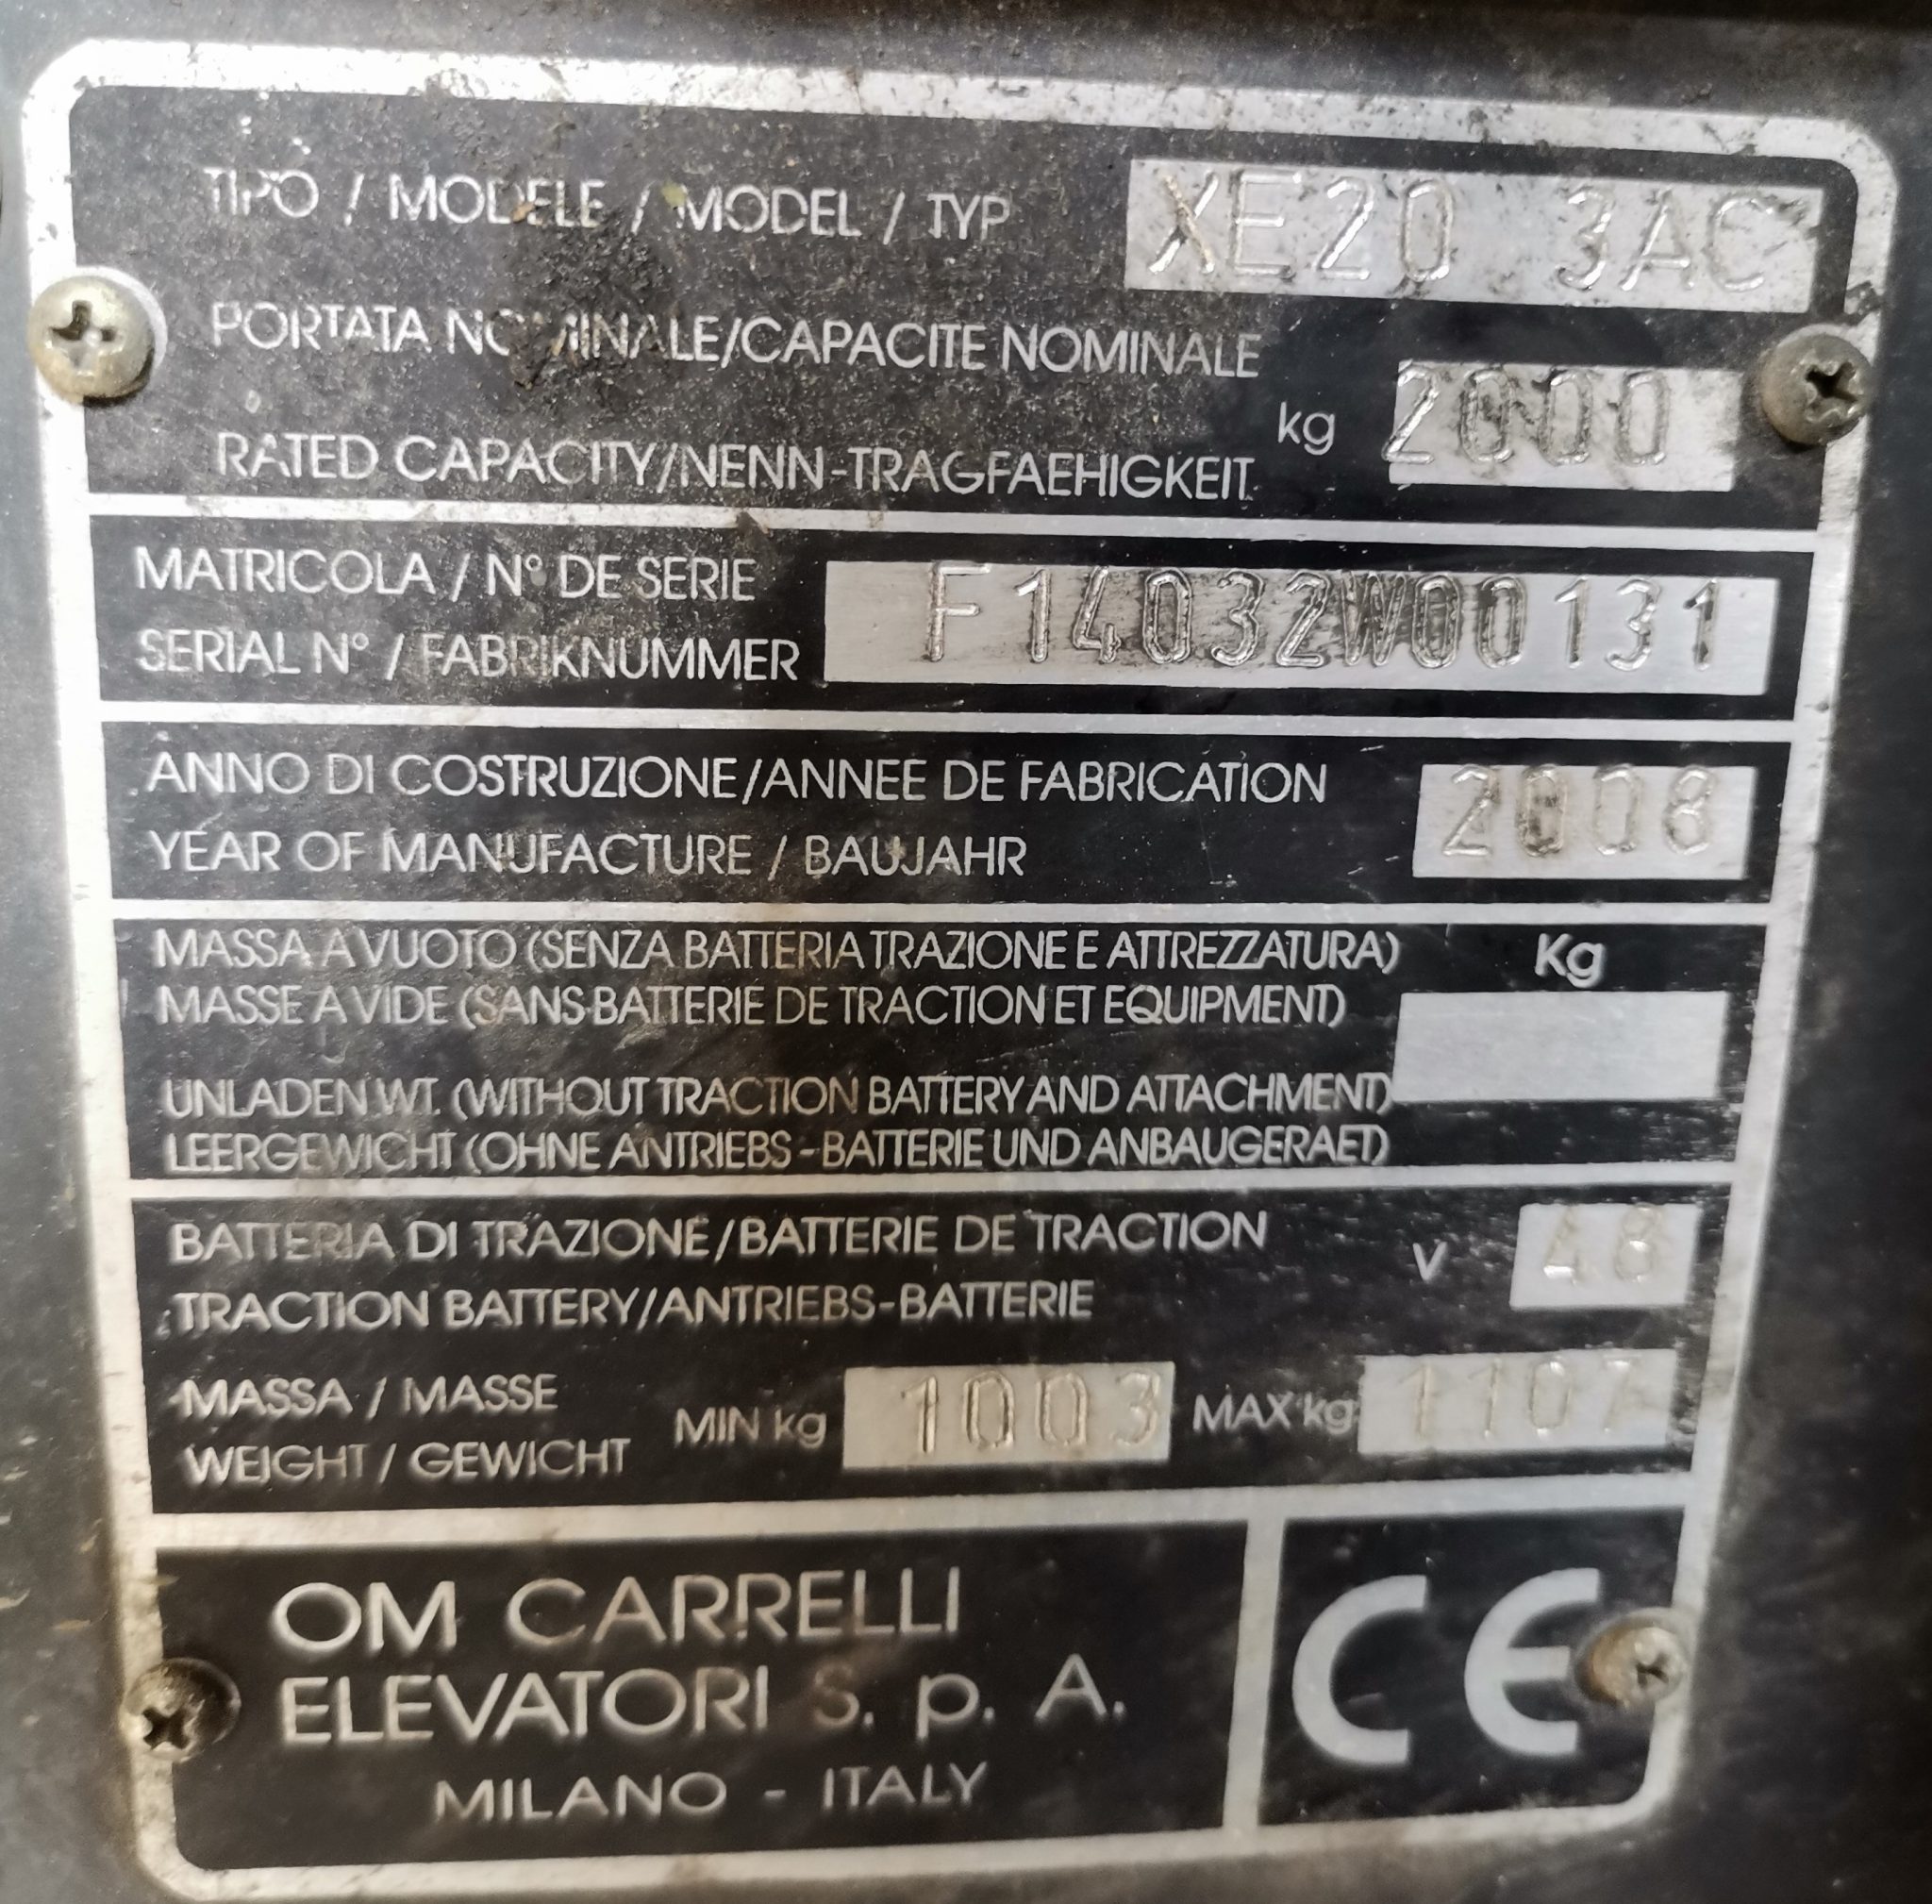 TIPO / MODELE / MODEL / TYP XE20 3AC
PORTATA NOMINALE/CAPACITE NOMINALE
RATED CAPACITY/NENN-TRAGFAEHIGKEIT kg 2000
MATRICOLA / N° DE SERIE
SERIAL N° / FABRIKNUMMER F14032W00131
ANNO DI COSTRUZIONE/ANNEE DE FABRICATION
YEAR OF MANUFACTURE / BAUJAHR 2008
MASSA A VUOTO (SENZA BATTERIA TRAZIONE E ATTREZZATURA) Kg
MASSE A VIDE (SANS BATTERIE DE TRACTION ET EQUIPMENT)
UNLADEN WT. (WITHOUT TRACTION BATTERY AND ATTACHMENT)
LEERGEWICHT (OHNE ANTRIEBS-BATTERIE UND ANBAUGERAET)
BATTERIA DI TRAZIONE/BATTERIE DE TRACTION V 48
TRACTION BATTERY/ANTRIEBS-BATTERIE
MASSA / MASSE
WEIGHT / GEWICHT MIN kg 1003 MAX kg 1107
OM CARRELLI
ELEVATORI S. p. A.
MILANO - ITALY
CE